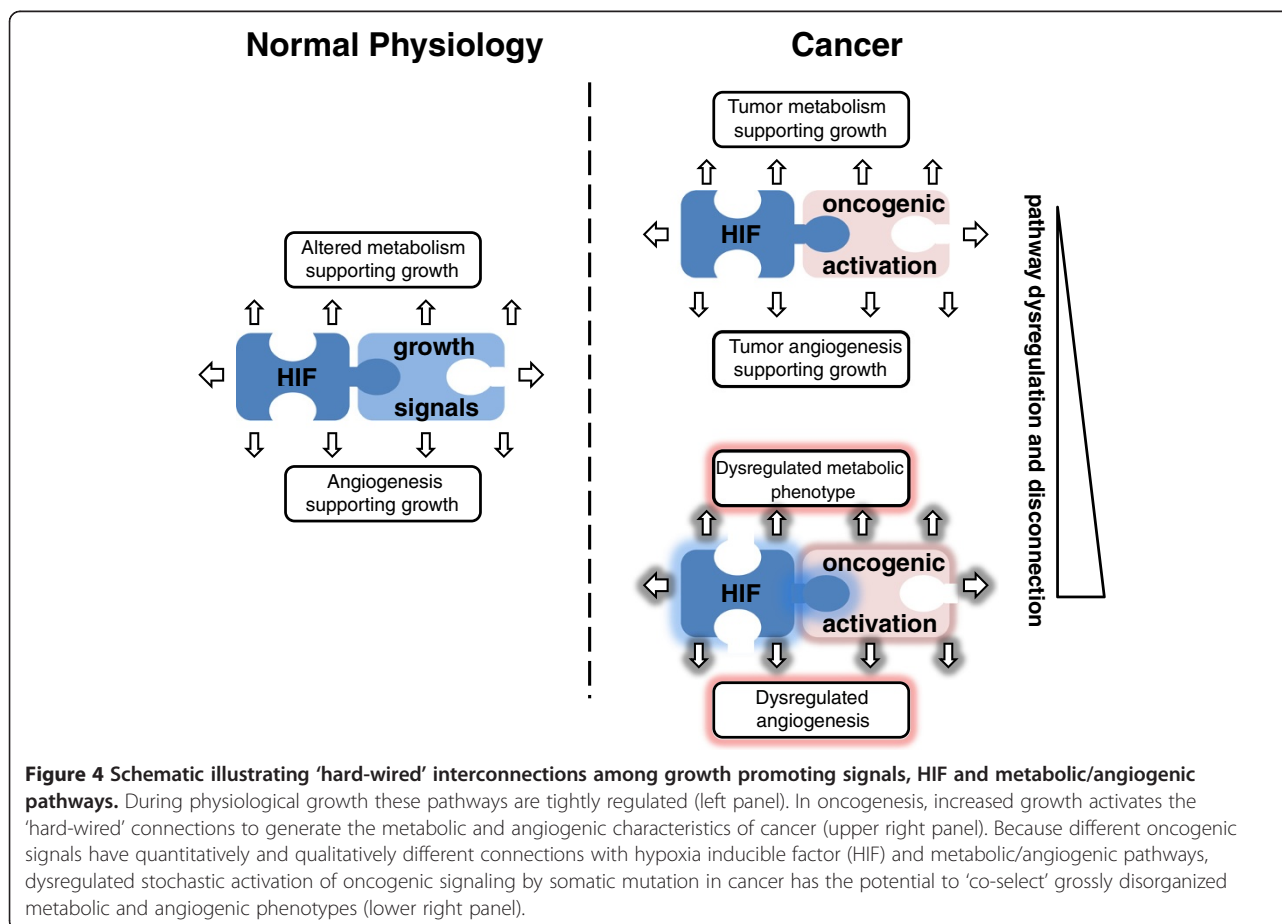 Normal Physiology
Cancer
Altered metabolism
supporting growth
HIF
growth
signals
Angiogenesis
supporting growth
Tumor metabolism
supporting growth
HIF
oncogenic
activation
Tumor angiogenesis
supporting growth
Dysregulated metabolic
phenotype
HIF
oncogenic
activation
Dysregulated
angiogenesis
pathway dysregulation and disconnection
Figure 4 Schematic illustrating ‘hard-wired’ interconnections among growth promoting signals, HIF and metabolic/angiogenic
pathways. During physiological growth these pathways are tightly regulated (left panel). In oncogenesis, increased growth activates the
‘hard-wired’ connections to generate the metabolic and angiogenic characteristics of cancer (upper right panel). Because different oncogenic
signals have quantitatively and qualitatively different connections with hypoxia inducible factor (HIF) and metabolic/angiogenic pathways,
dysregulated stochastic activation of oncogenic signaling by somatic mutation in cancer has the potential to ‘co-select’ grossly disorganized
metabolic and angiogenic phenotypes (lower right panel).